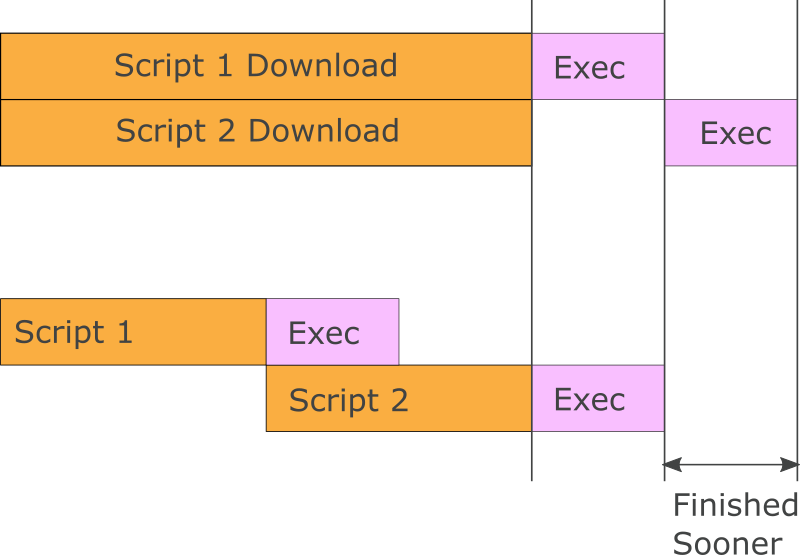 Script 1 Download
Exec
Script 2 Download
Exec
Script 1
Exec
Script 2
Exec
Finished
Sooner